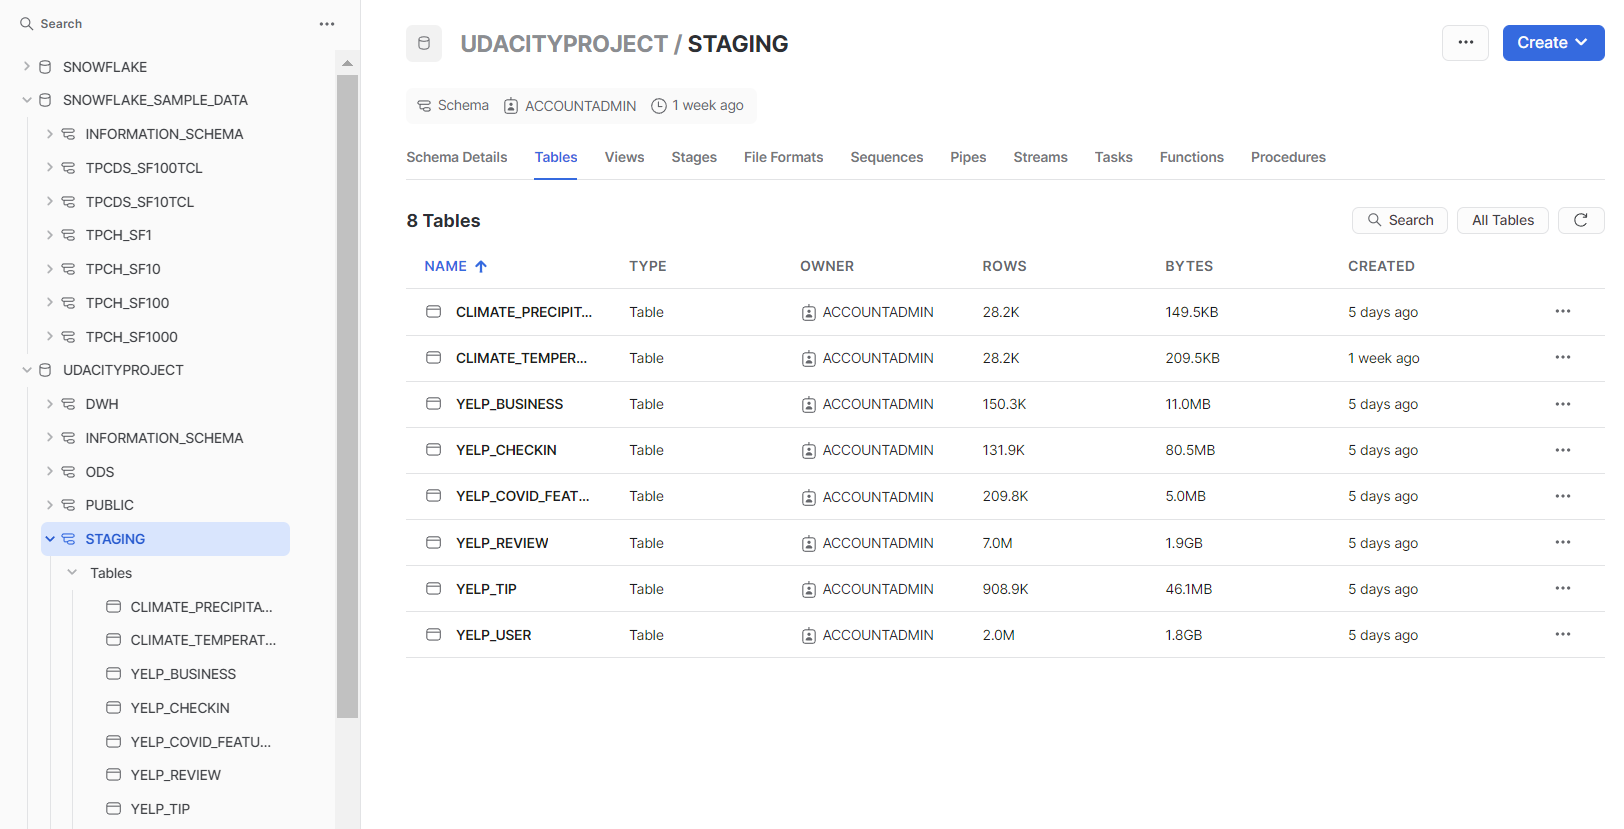 Search
SNOWFLAKE
SNOWFLAKE_SAMPLE_DATA
INFORMATION_SCHEMA
TPCDS_SF100TCL
TPCDS_SF10TCL
TPCH_SF1
TPCH_SF10
TPCH_SF100
TPCH_SF1000
UDACITYPROJECT
DWH
INFORMATION_SCHEMA
ODS
PUBLIC
STAGING
Tables
CLIMATE_PRECIPITA...
CLIMATE_TEMPERAT...
YELP_BUSINESS
YELP_CHECKIN
YELP_COVID_FEATU...
YELP_REVIEW
YELP_TIP
UDACITYPROJECT / STAGING
Create
Schema ACCOUNTADMIN 1 week ago
Schema Details Tables Views Stages File Formats Sequences Pipes Streams Tasks Functions Procedures
8 Tables Search All Tables
NAME TYPE OWNER ROWS BYTES CREATED
CLIMATE_PRECIPIT... Table ACCOUNTADMIN 28.2K 149.5KB 5 days ago
CLIMATE_TEMPER... Table ACCOUNTADMIN 28.2K 209.5KB 1 week ago
YELP_BUSINESS Table ACCOUNTADMIN 150.3K 11.0MB 5 days ago
YELP_CHECKIN Table ACCOUNTADMIN 131.9K 80.5MB 5 days ago
YELP_COVID_FEAT... Table ACCOUNTADMIN 209.8K 5.0MB 5 days ago
YELP_REVIEW Table ACCOUNTADMIN 7.0M 1.9GB 5 days ago
YELP_TIP Table ACCOUNTADMIN 908.9K 46.1MB 5 days ago
YELP_USER Table ACCOUNTADMIN 2.0M 1.8GB 5 days ago